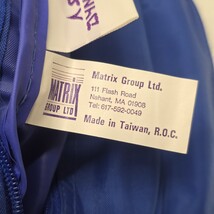 MATRIX
GROUP LTD
Matrix Group Ltd.
111 Flash Road
Nahant, MA 01908
Tel: 617-592-0049
Made in Taiwan, R.O.C.